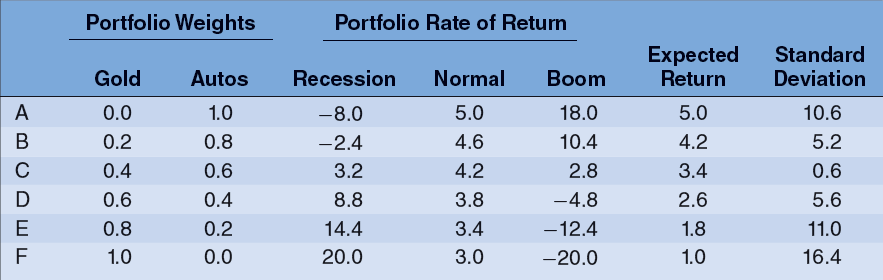 Portfolio Weights Portfolio Rate of Return
Expected Standard
Gold Autos Recession Normal Boom Return Deviation
A 0.0 1.0 −8.0 5.0 18.0 5.0 10.6
B 0.2 0.8 −2.4 4.6 10.4 4.2 5.2
C 0.4 0.6 3.2 4.2 2.8 3.4 0.6
D 0.6 0.4 8.8 3.8 −4.8 2.6 5.6
E 0.8 0.2 14.4 3.4 −12.4 1.8 11.0
F 1.0 0.0 20.0 3.0 −20.0 1.0 16.4